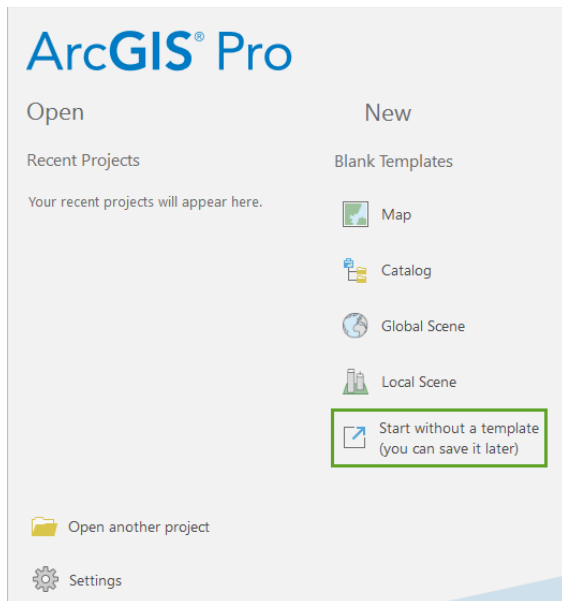 ArcGIS® Pro
Open
Recent Projects
Your recent projects will appear here.
New
Blank Templates
Map
Catalog
Global Scene
Local Scene
Start without a template
(you can save it later)
Open another project
Settings